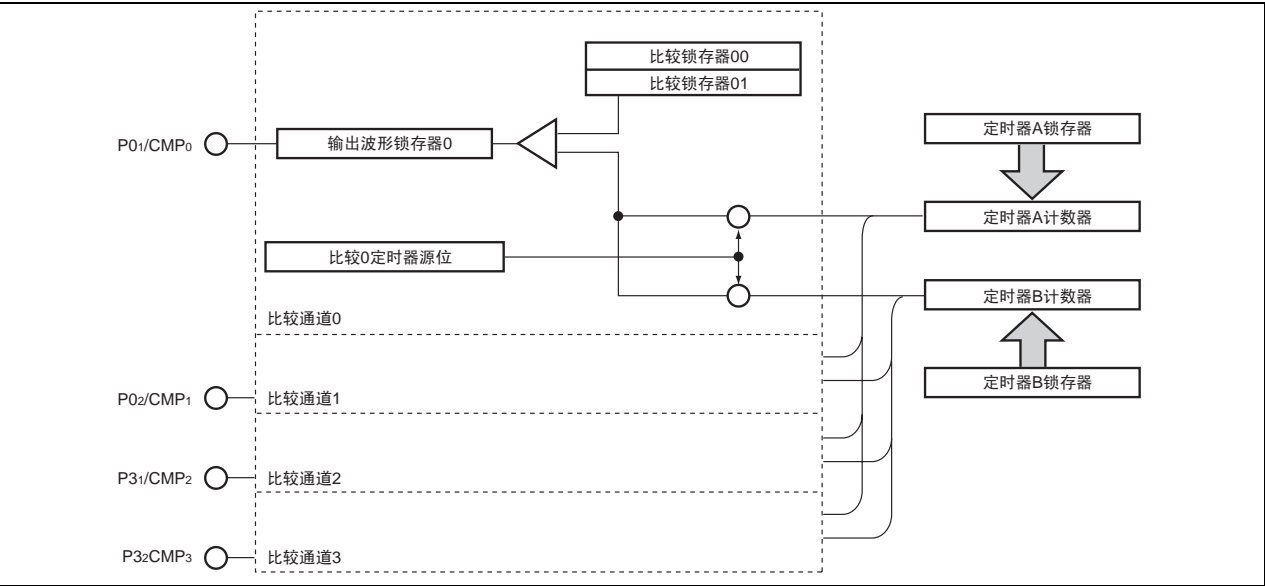 比较锁存器00
比较锁存器01
定时器A锁存器
P01/CMP0
输出波形锁存器0
定时器A计数器
比较0定时器源位
定时器B计数器
比较通道0
定时器B锁存器
P02/CMP1
比较通道1
P31/CMP2
比较通道2
P32CMP3
比较通道3